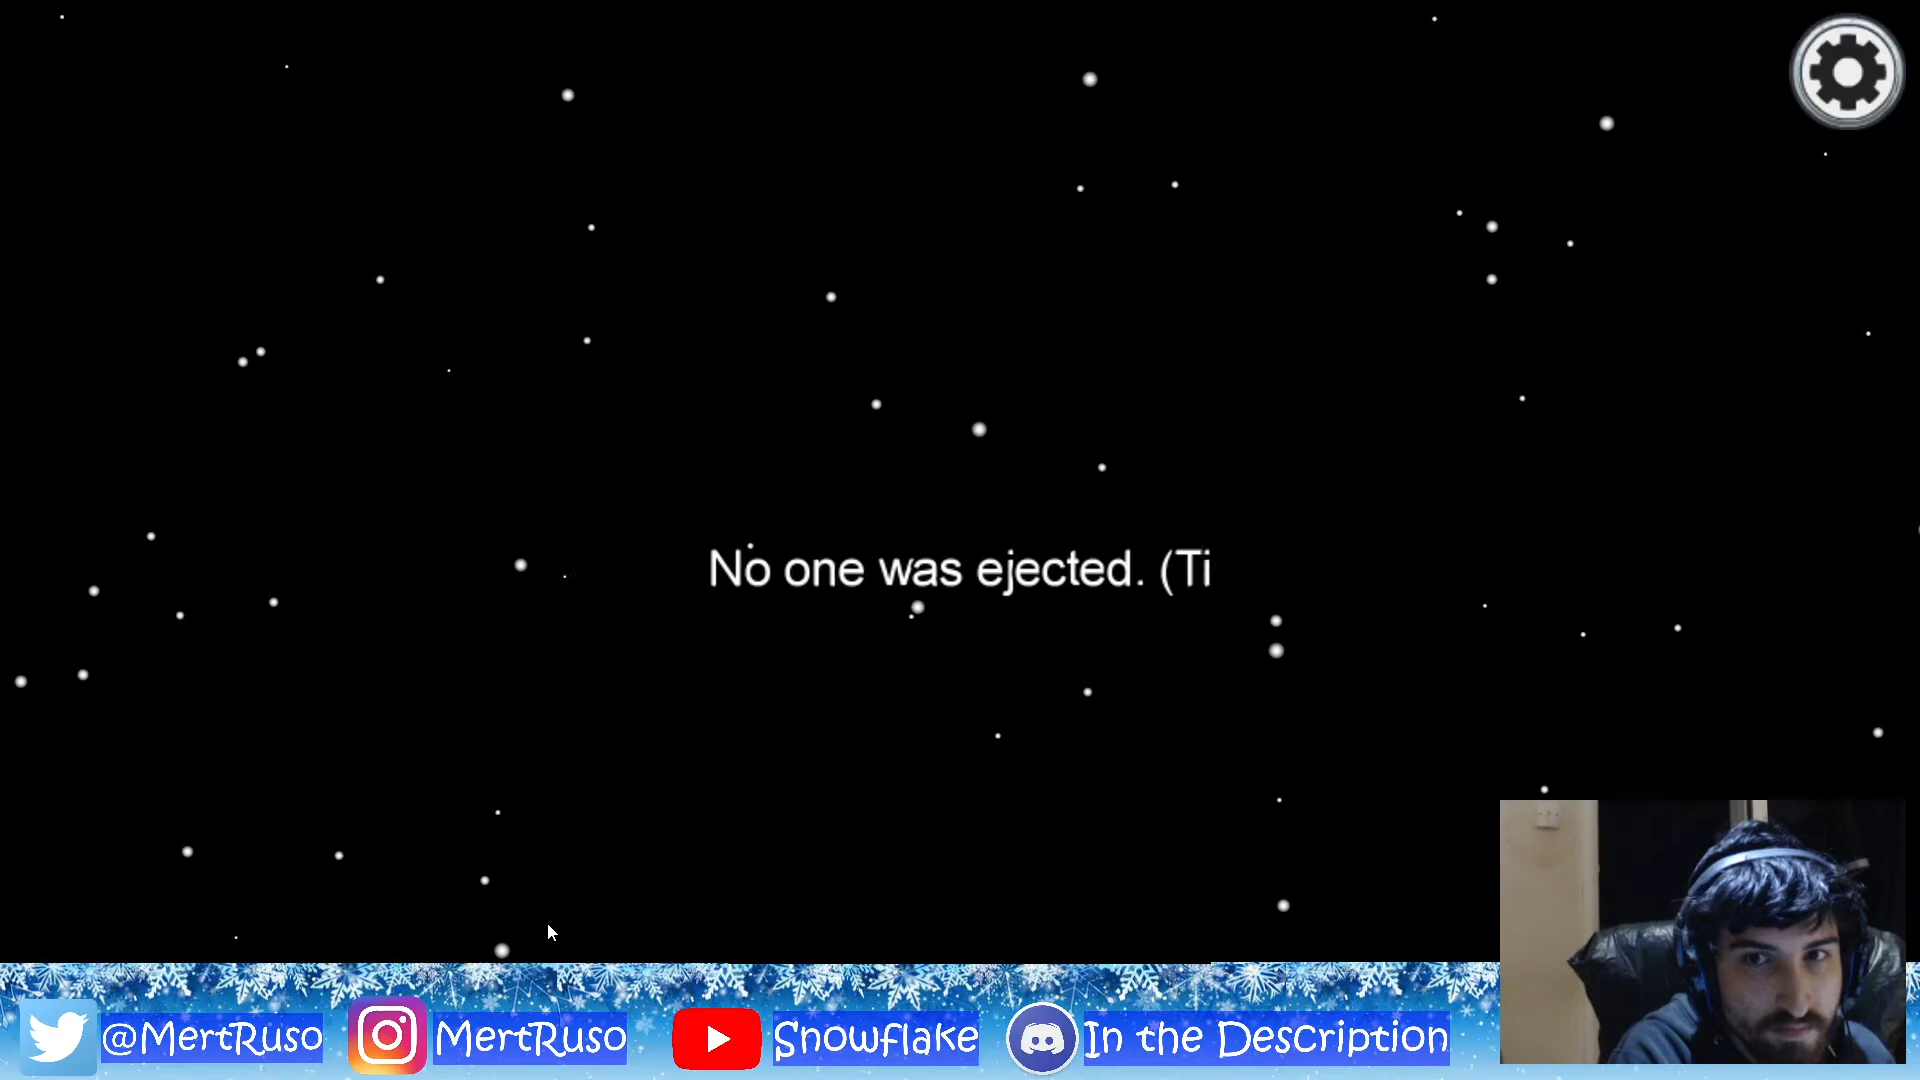 No one was ejected. (Ti
@MertRuso MertRuso Snowflake In the Description